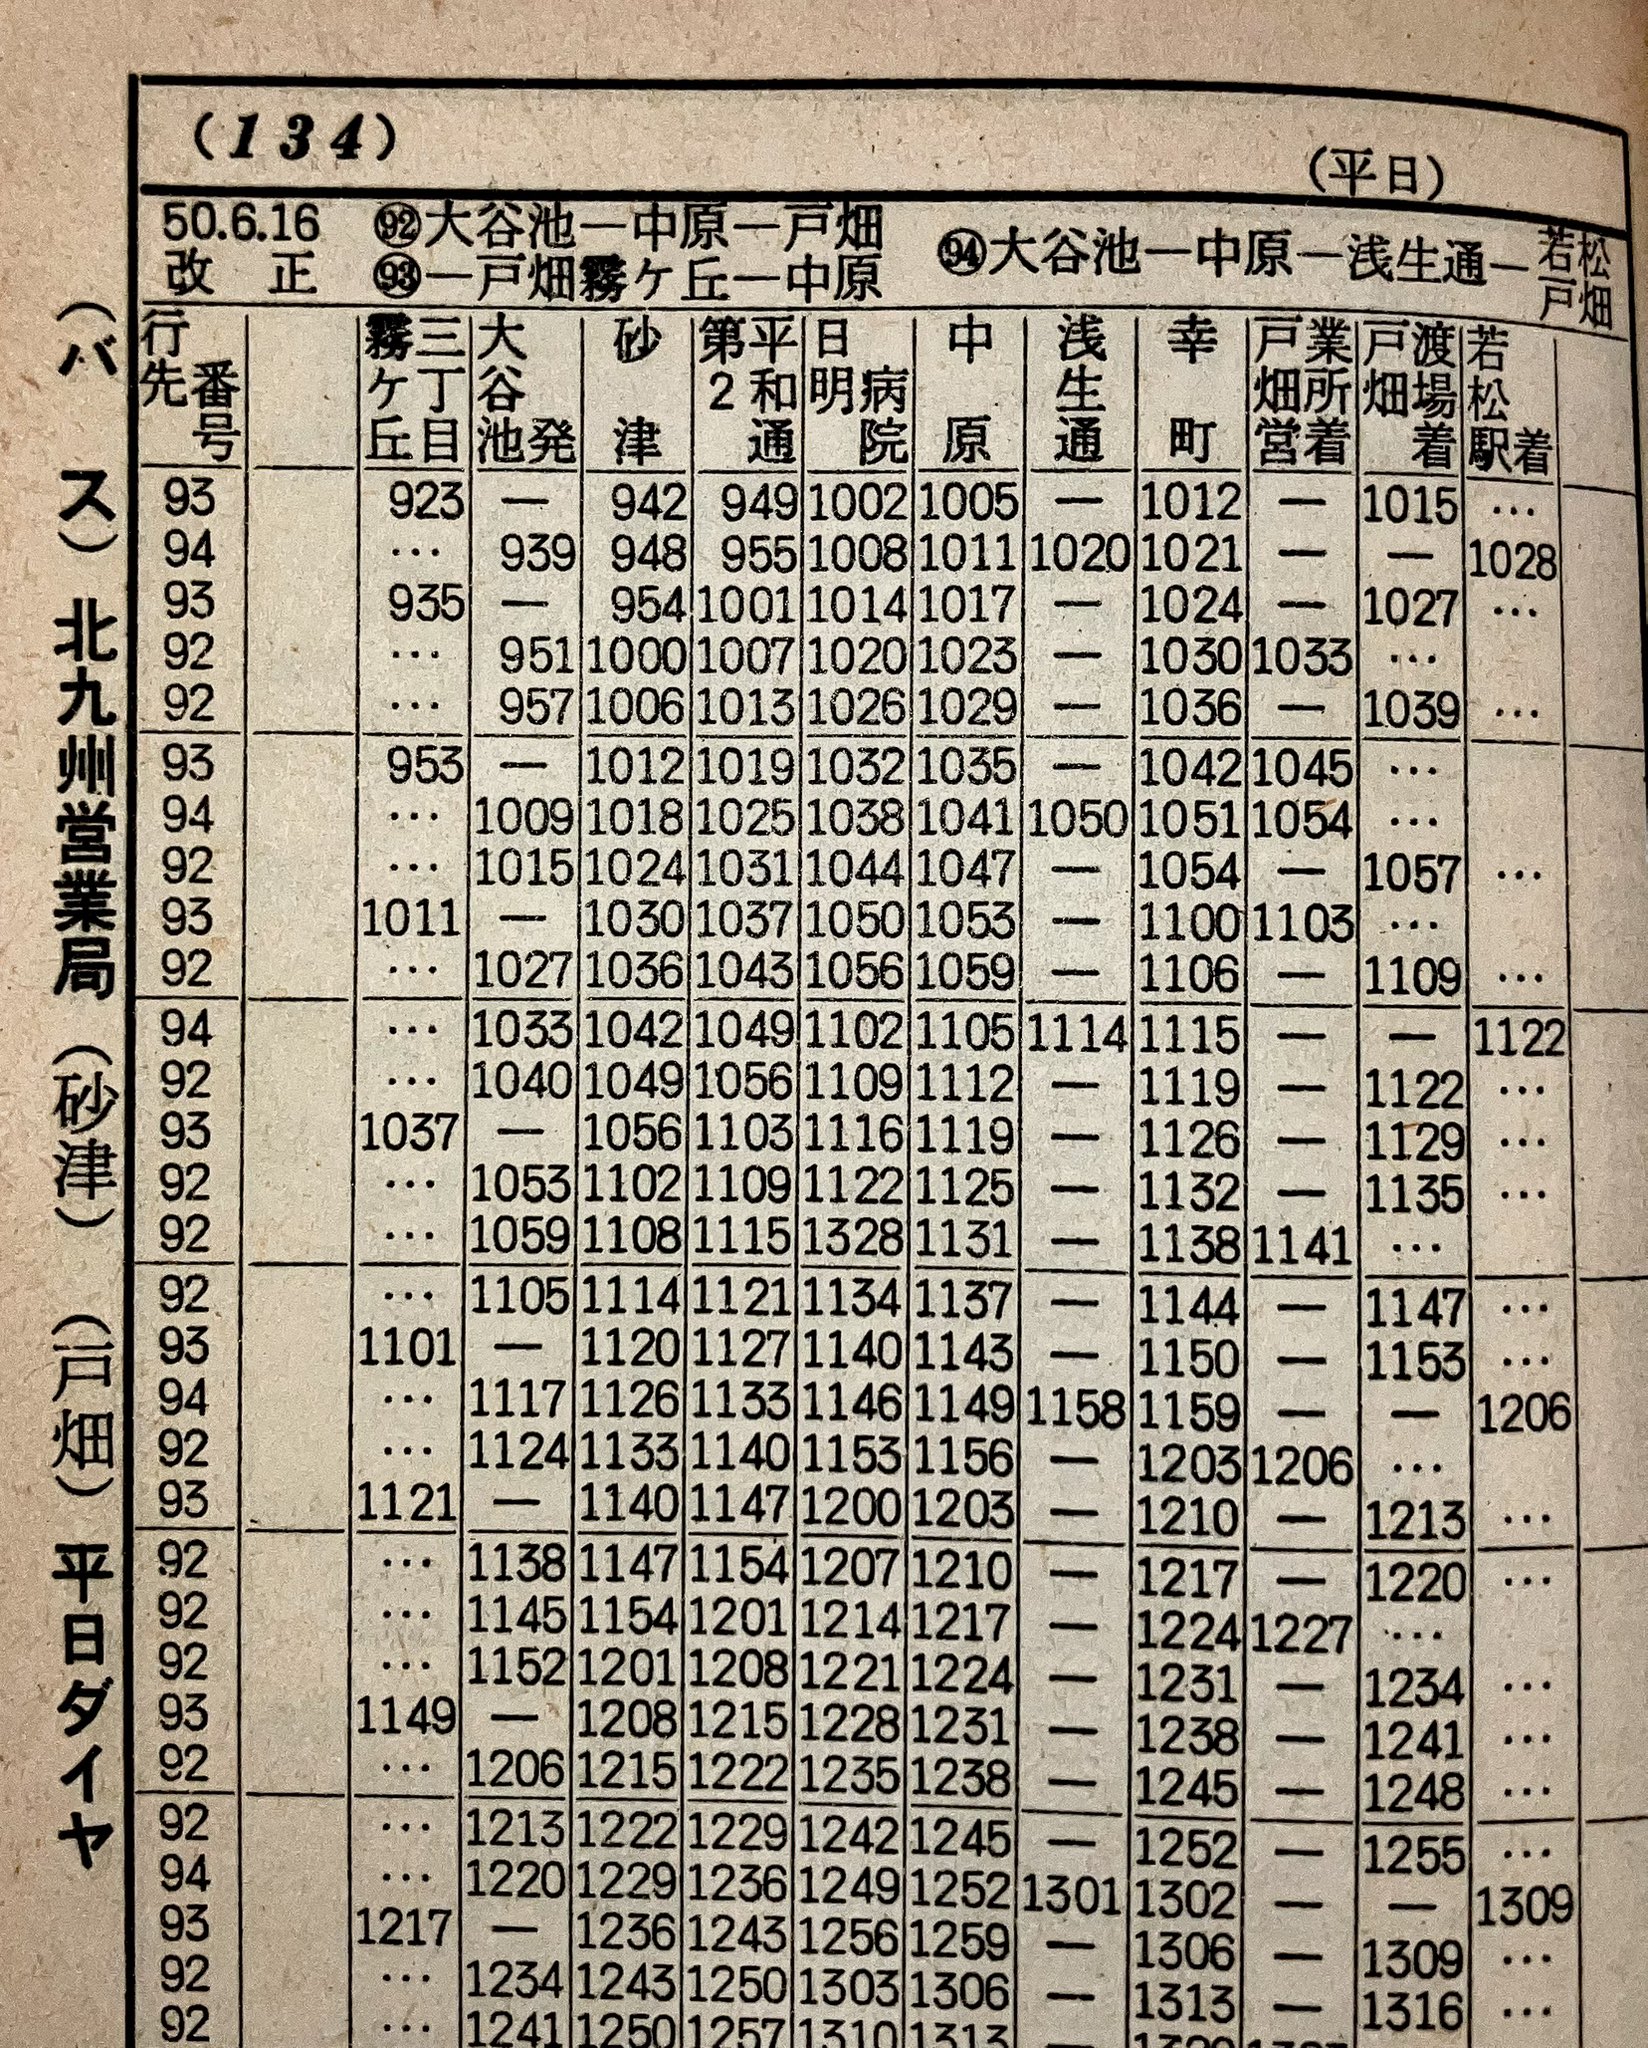 (134)
(平日)
50.6.16 ㉒大谷池―中原―戸畑 ㉔大谷池―中原―浅生通―若松戸畑
改 正 ㉓―戸畑霧ケ丘―中原
行先番号 霧ケ丘三丁目 大谷池発 砂津 第2平和通 日明病院 中原 浅生通 幸町 戸畑営業所着 戸畑渡場着 若松駅着
93 923 ― 942 949 1002 1005 ― 1012 ― 1015 …
94 … 939 948 955 1008 1011 1020 1021 ― ― 1028
93 935 ― 954 1001 1014 1017 ― 1024 ― 1027 …
92 … 951 1000 1007 1020 1023 ― 1030 1033 …
92 … 957 1006 1013 1026 1029 ― 1036 ― 1039 …
93 953 ― 1012 1019 1032 1035 ― 1042 1045 …
94 … 1009 1018 1025 1038 1041 1050 1051 1054 …
92 … 1015 1024 1031 1044 1047 ― 1054 ― 1057 …
93 1011 ― 1030 1037 1050 1053 ― 1100 1103 …
92 … 1027 1036 1043 1056 1059 ― 1106 ― 1109 …
94 … 1033 1042 1049 1102 1105 1114 1115 ― ― 1122
92 … 1040 1049 1056 1109 1112 ― 1119 ― 1122 …
93 1037 ― 1056 1103 1116 1119 ― 1126 ― 1129 …
92 … 1053 1102 1109 1122 1125 ― 1132 ― 1135 …
92 … 1059 1108 1115 1328 1131 ― 1138 1141 …
92 … 1105 1114 1121 1134 1137 ― 1144 ― 1147 …
93 1101 ― 1120 1127 1140 1143 ― 1150 ― 1153 …
94 … 1117 1126 1133 1146 1149 1158 1159 ― ― 1206
92 … 1124 1133 1140 1153 1156 ― 1203 1206 …
93 1121 ― 1140 1147 1200 1203 ― 1210 ― 1213 …
92 … 1138 1147 1154 1207 1210 ― 1217 ― 1220 …
92 … 1145 1154 1201 1214 1217 ― 1224 1227 …
92 … 1152 1201 1208 1221 1224 ― 1231 ― 1234 …
93 1149 ― 1208 1215 1228 1231 ― 1238 ― 1241 …
92 … 1206 1215 1222 1235 1238 ― 1245 ― 1248 …
92 … 1213 1222 1229 1242 1245 ― 1252 ― 1255 …
94 … 1220 1229 1236 1249 1252 1301 1302 ― ― 1309
93 1217 ― 1236 1243 1256 1259 ― 1306 ― 1309 …
92 … 1234 1243 1250 1303 1306 ― 1313 ― 1316 …
92 … 1241 1250 1257 1310 1313 ―
(バス)北九州営業局(砂津)(戸畑)平日ダイヤ